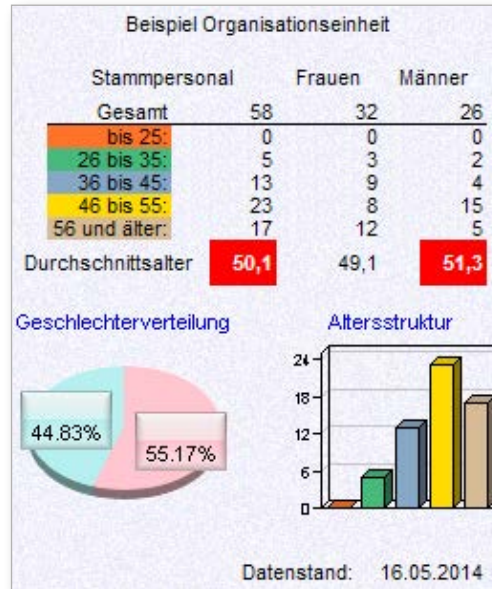 Beispiel Organisationseinheit
Stammpersonal Frauen Männer
Gesamt 58 32 26
bis 25: 0 0 0
26 bis 35: 5 3 2
36 bis 45: 13 9 4
46 bis 55: 23 8 15
56 und älter: 17 12 5
Durchschnittsalter 50,1 49,1 51,3
Geschlechterverteilung Altersstruktur
44.83%
55.17%
24
18
12
6
0
Datenstand: 16.05.2014